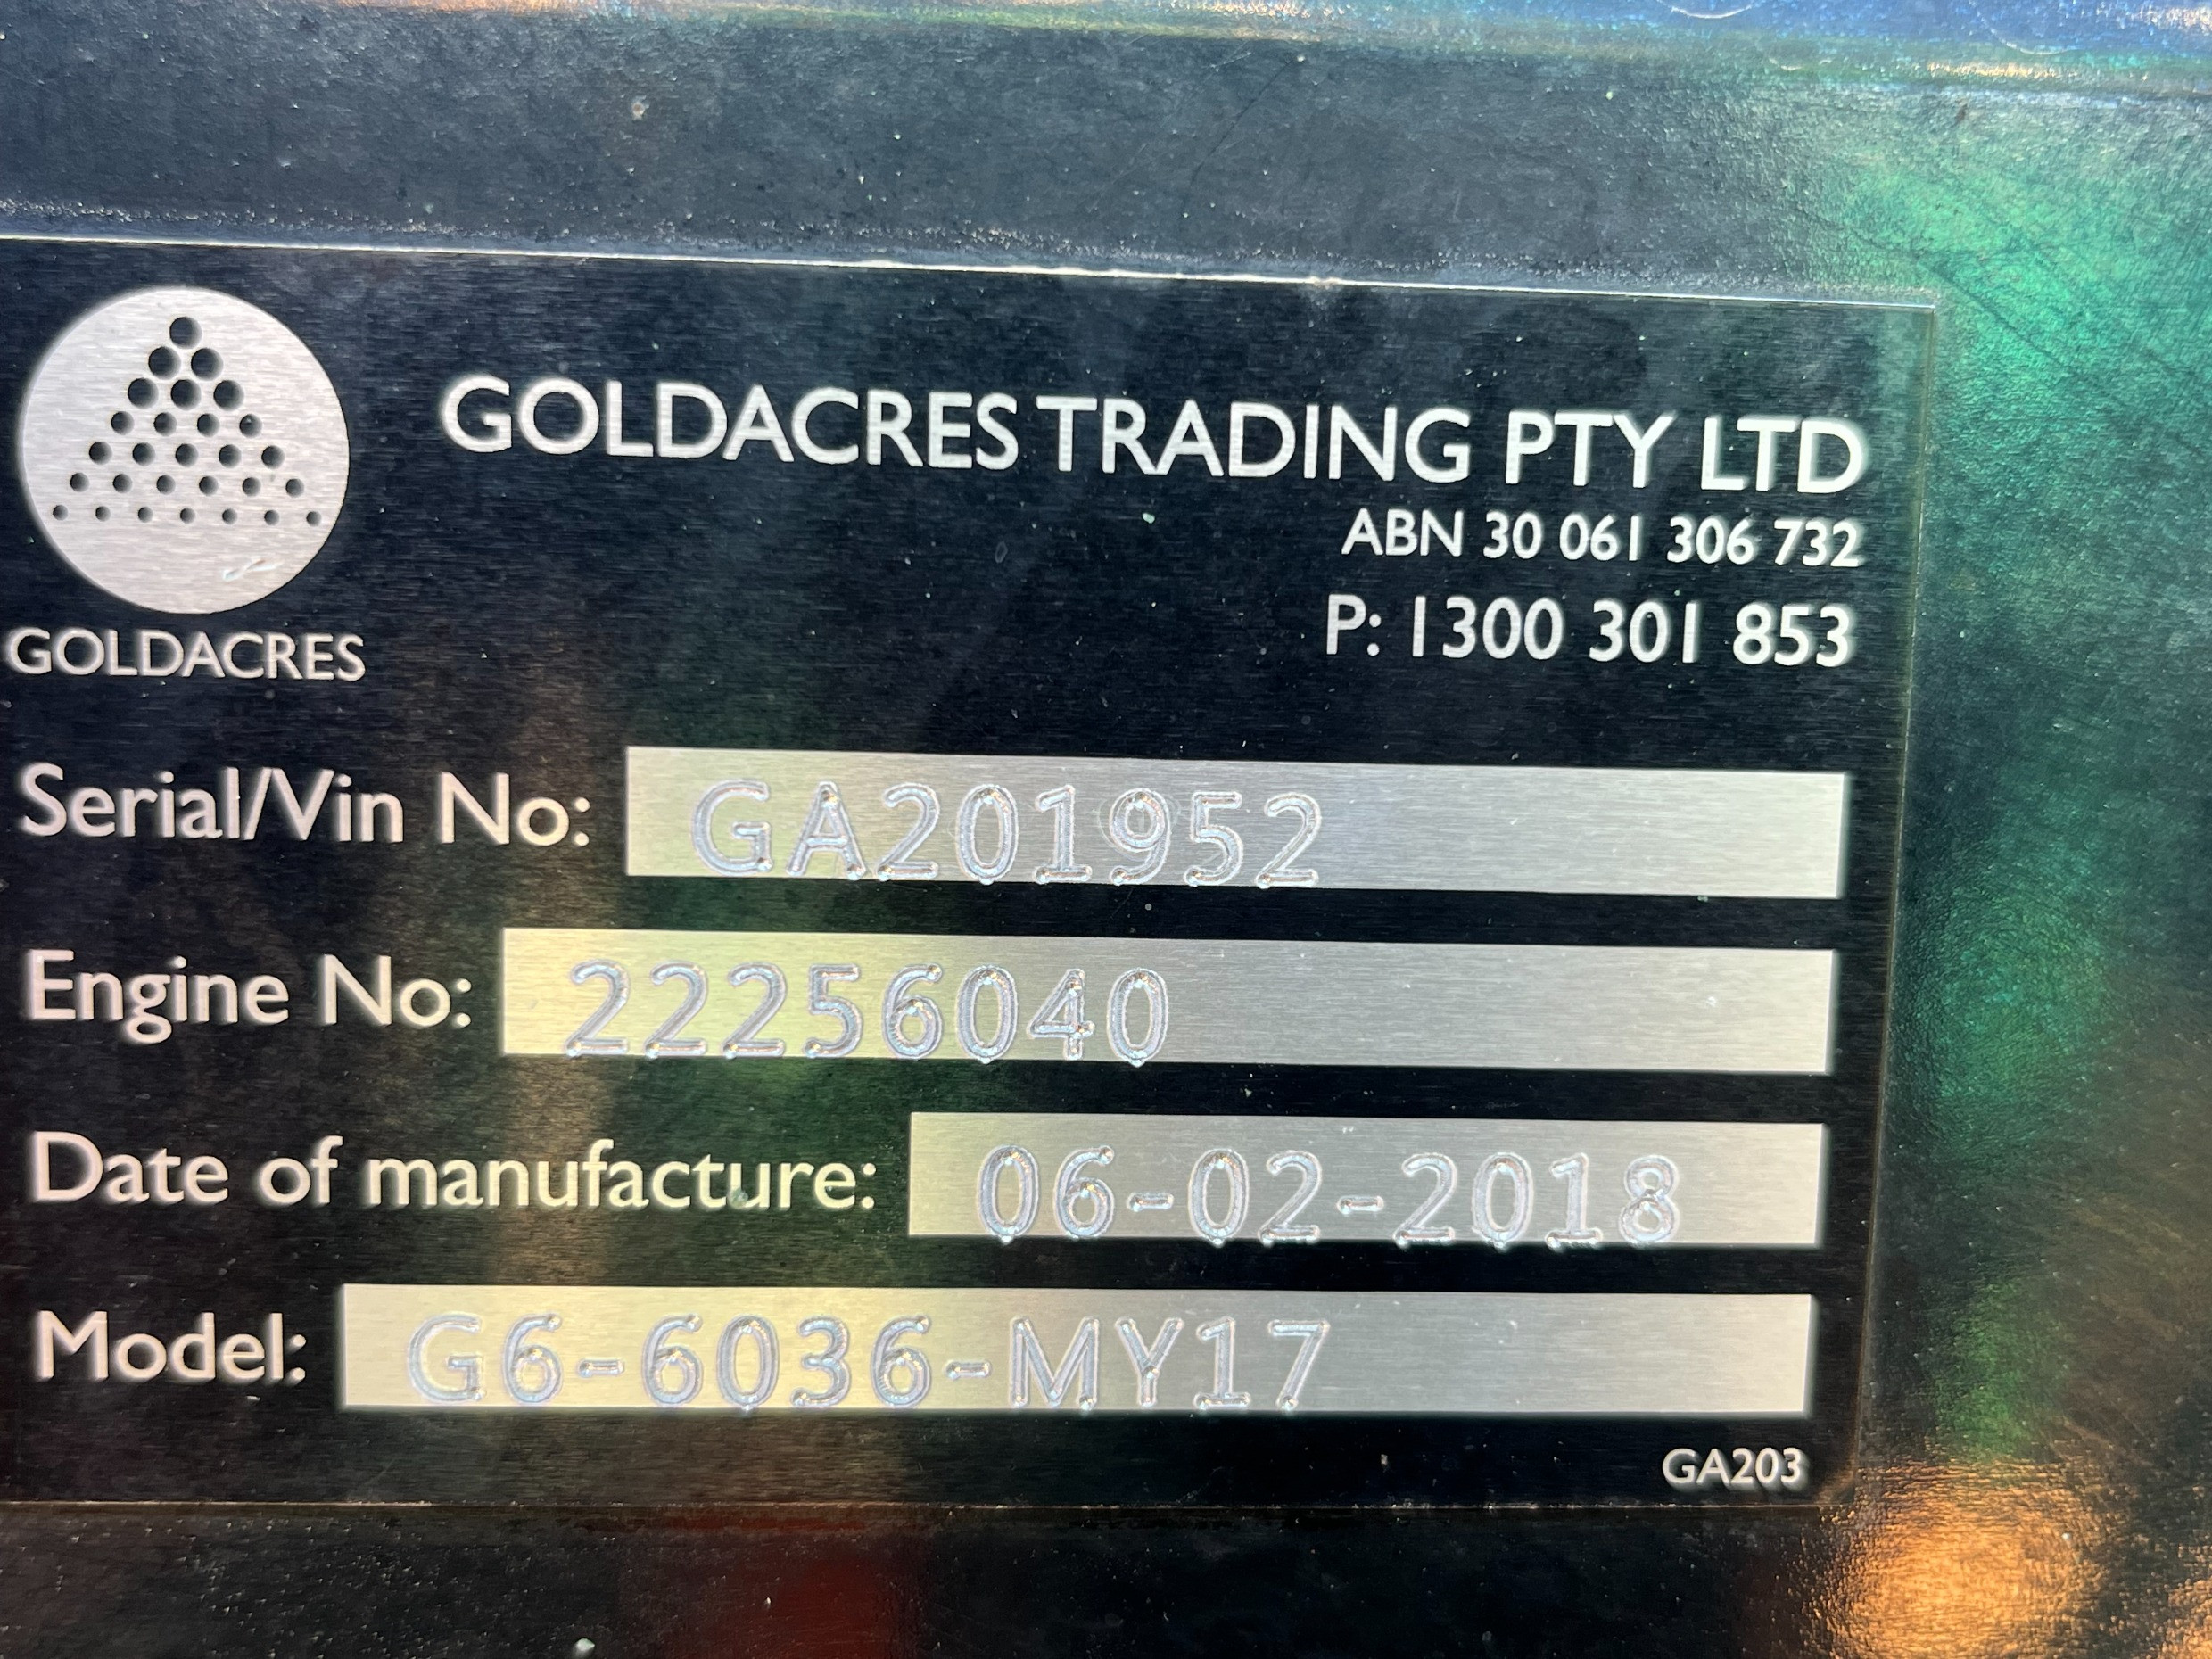 GOLDACRES TRADING PTY LTD
ABN 30 061 306 732
P: 1300 301 853
GOLDACRES
Serial/Vin No: GA201952
Engine No: 22256040
Date of manufacture: 06-02-2018
Model: G6-6036-MY17
GA203